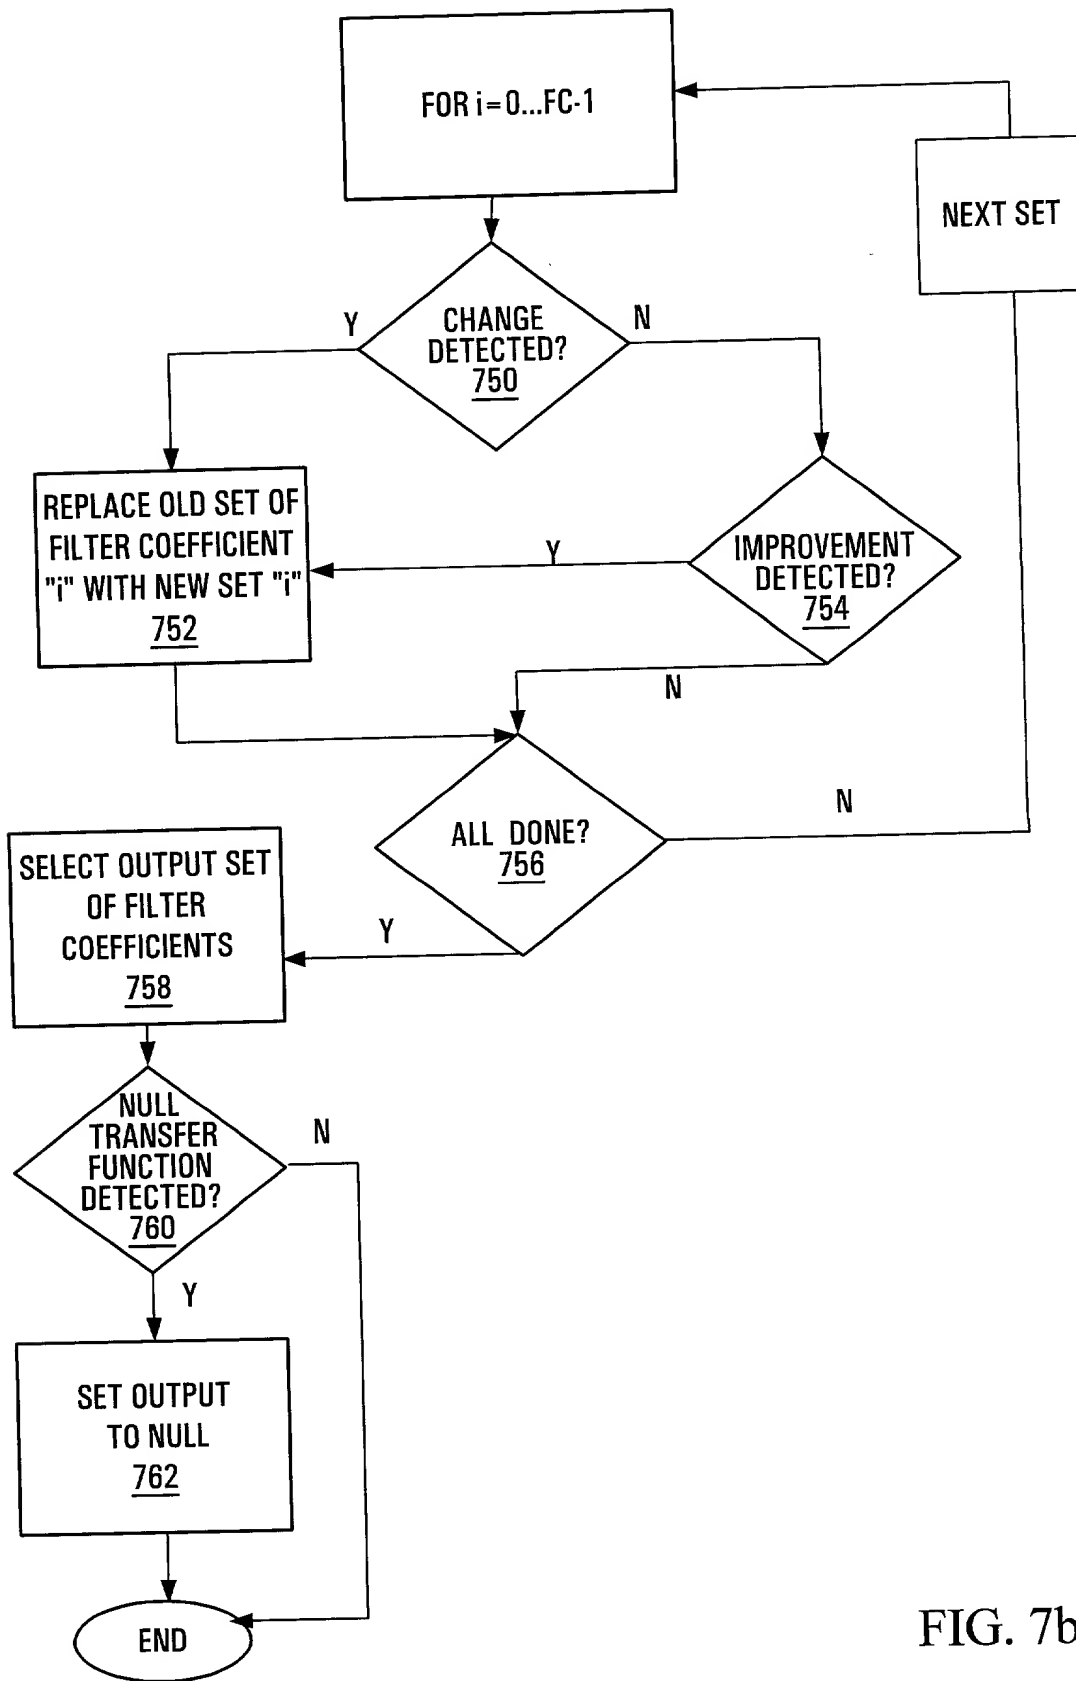 FOR i=0...FC-1
NEXT SET
CHANGE
DETECTED?
750
Y
N
REPLACE OLD SET OF
FILTER COEFFICIENT
"i" WITH NEW SET "i"
752
Y
IMPROVEMENT
DETECTED?
754
N
ALL DONE?
756
N
Y
SELECT OUTPUT SET
OF FILTER
COEFFICIENTS
758
NULL
TRANSFER
FUNCTION
DETECTED?
760
N
Y
SET OUTPUT
TO NULL
762
END
FIG. 7b